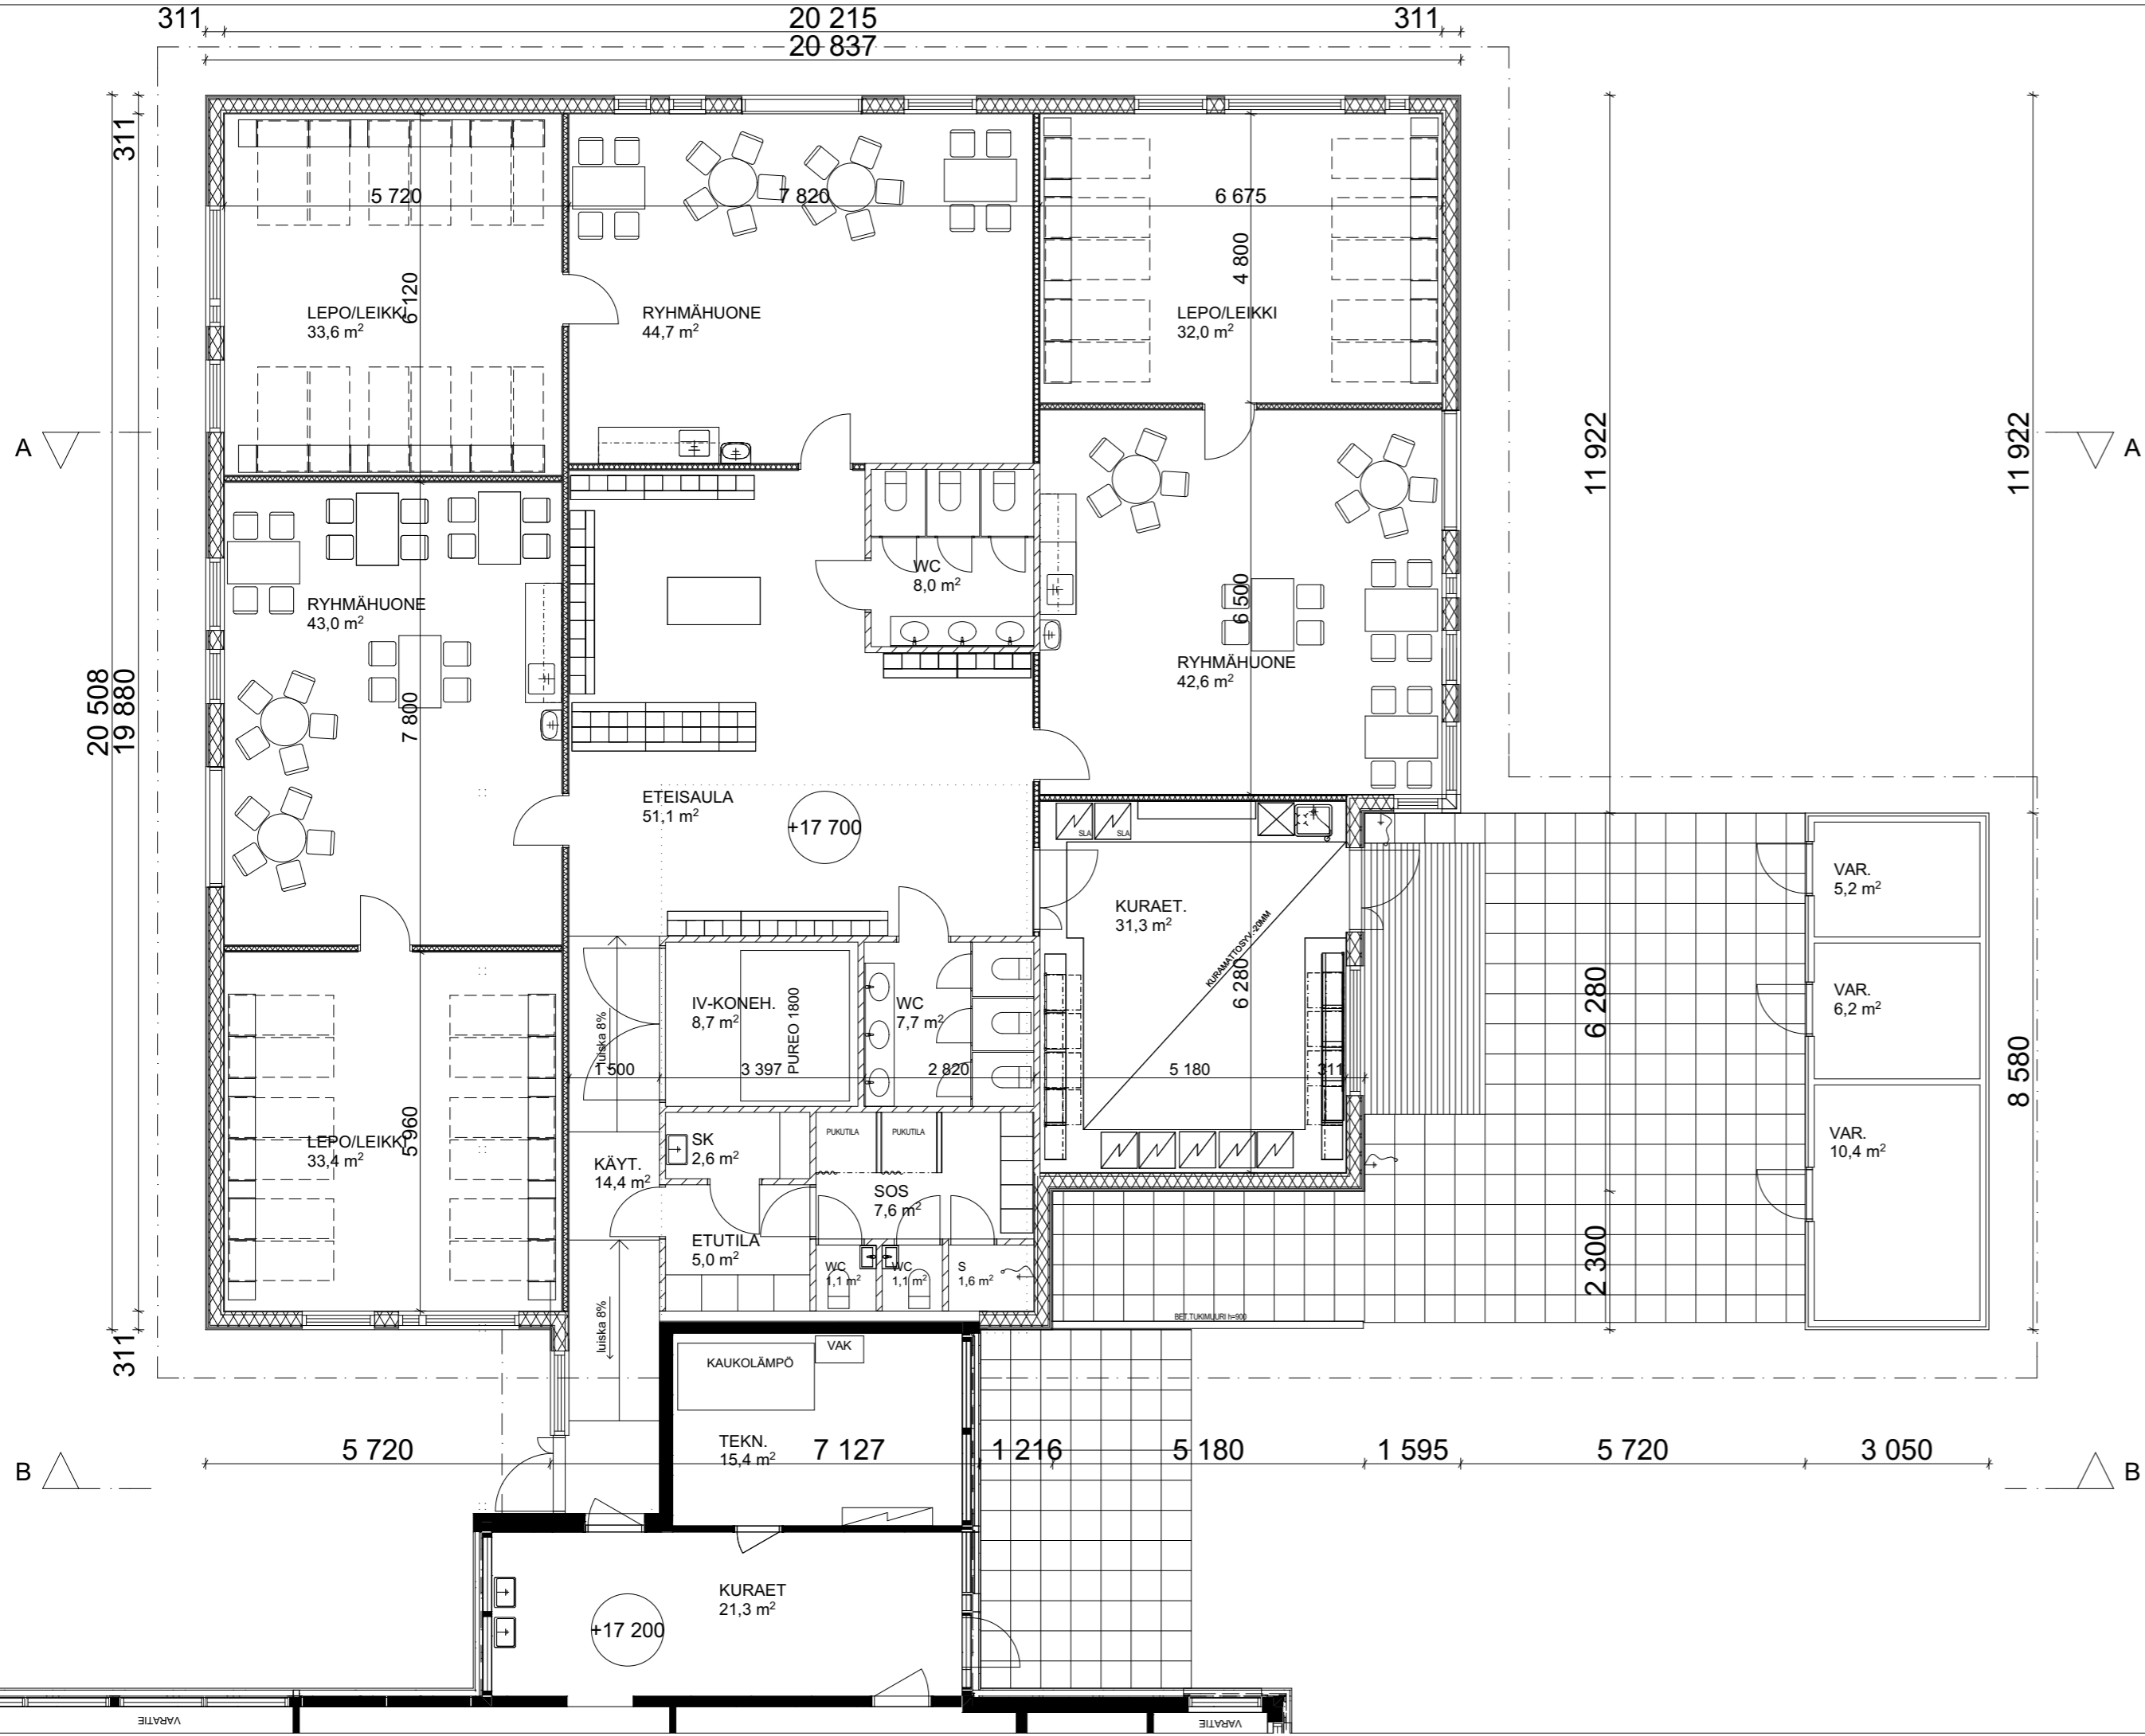 311
20 215
311
20 837
311
5 720
7 820
6 675
4 800
6 120
LEPO/LEIKKI
33,6 m²
RYHMÄHUONE
44,7 m²
LEPO/LEIKKI
32,0 m²
A
A
11 922
11 922
WC
8,0 m²
RYHMÄHUONE
43,0 m²
6 500
RYHMÄHUONE
42,6 m²
20 508
19 880
7 800
ETEISAULA
51,1 m²
+17 700
SLA
SLA
VAR.
5,2 m²
KURAET.
31,3 m²
KURAMATTOSYV.-20MM
6 280
IV-KONEH.
8,7 m²
PUREO 1800
WC
7,7 m²
VAR.
6,2 m²
6 280
8 580
luiska 8%
1 500
3 397
2 820
5 180
311
LEPO/LEIKKI
33,4 m²
5 960
SK
2,6 m²
PUKUTILA
PUKUTILA
VAR.
10,4 m²
KÄYT.
14,4 m²
SOS
7,6 m²
ETUTILA
5,0 m²
WC
1,1 m²
WC
1,1 m²
S
1,6 m²
2 300
luiska 8%
BET.TUKIMUURI h=900
311
KAUKOLÄMPÖ
VAK
TEKN.
15,4 m²
5 720
7 127
1 216
5 180
1 595
5 720
3 050
B
B
KURAET
21,3 m²
+17 200
VARATIE
VARATIE